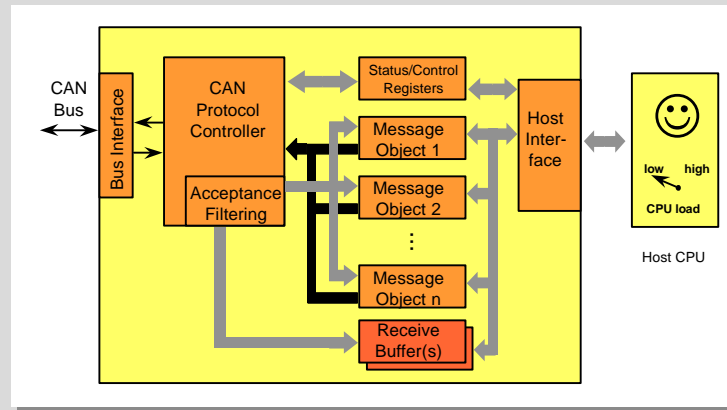 CAN
Bus
Bus Interface
CAN
Protocol
Controller
Acceptance
Filtering
Status/Control
Registers
Message
Object 1
Message
Object 2
...
Message
Object n
Receive
Buffer(s)
Host
Inter-
face
low high
CPU load
Host CPU